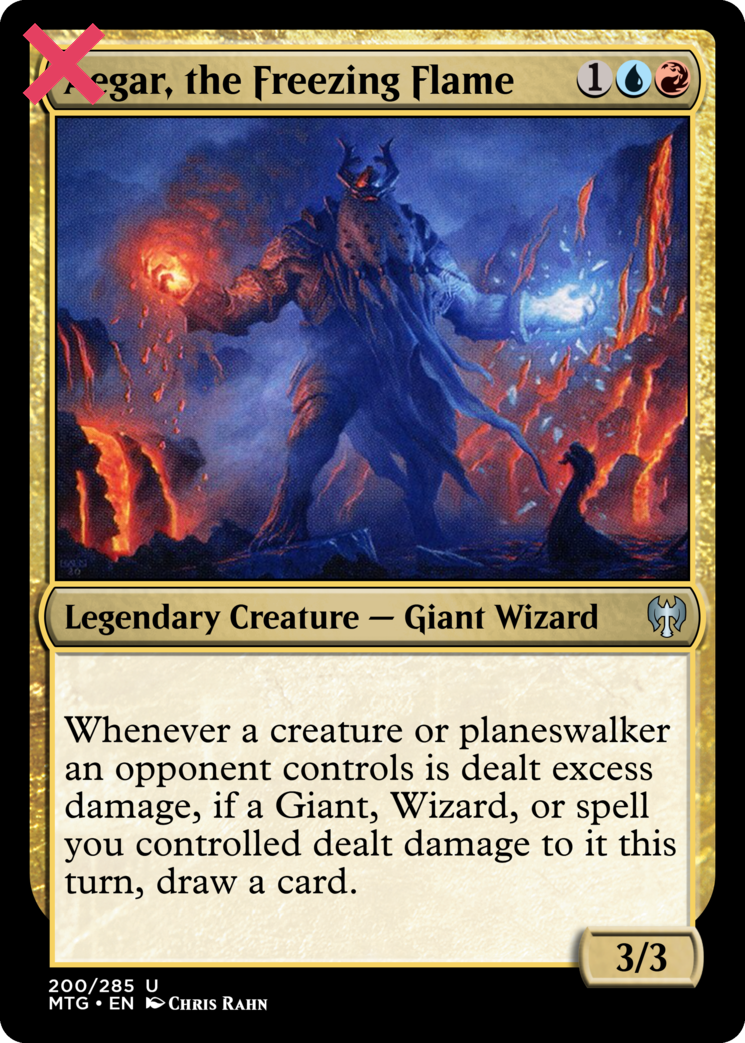 egar, the Freezing Flame 1
Legendary Creature — Giant Wizard
Whenever a creature or planeswalker
an opponent controls is dealt excess
damage, if a Giant, Wizard, or spell
you controlled dealt damage to it this
turn, draw a card.
3/3
200/285 U
MTG • EN Chris Rahn